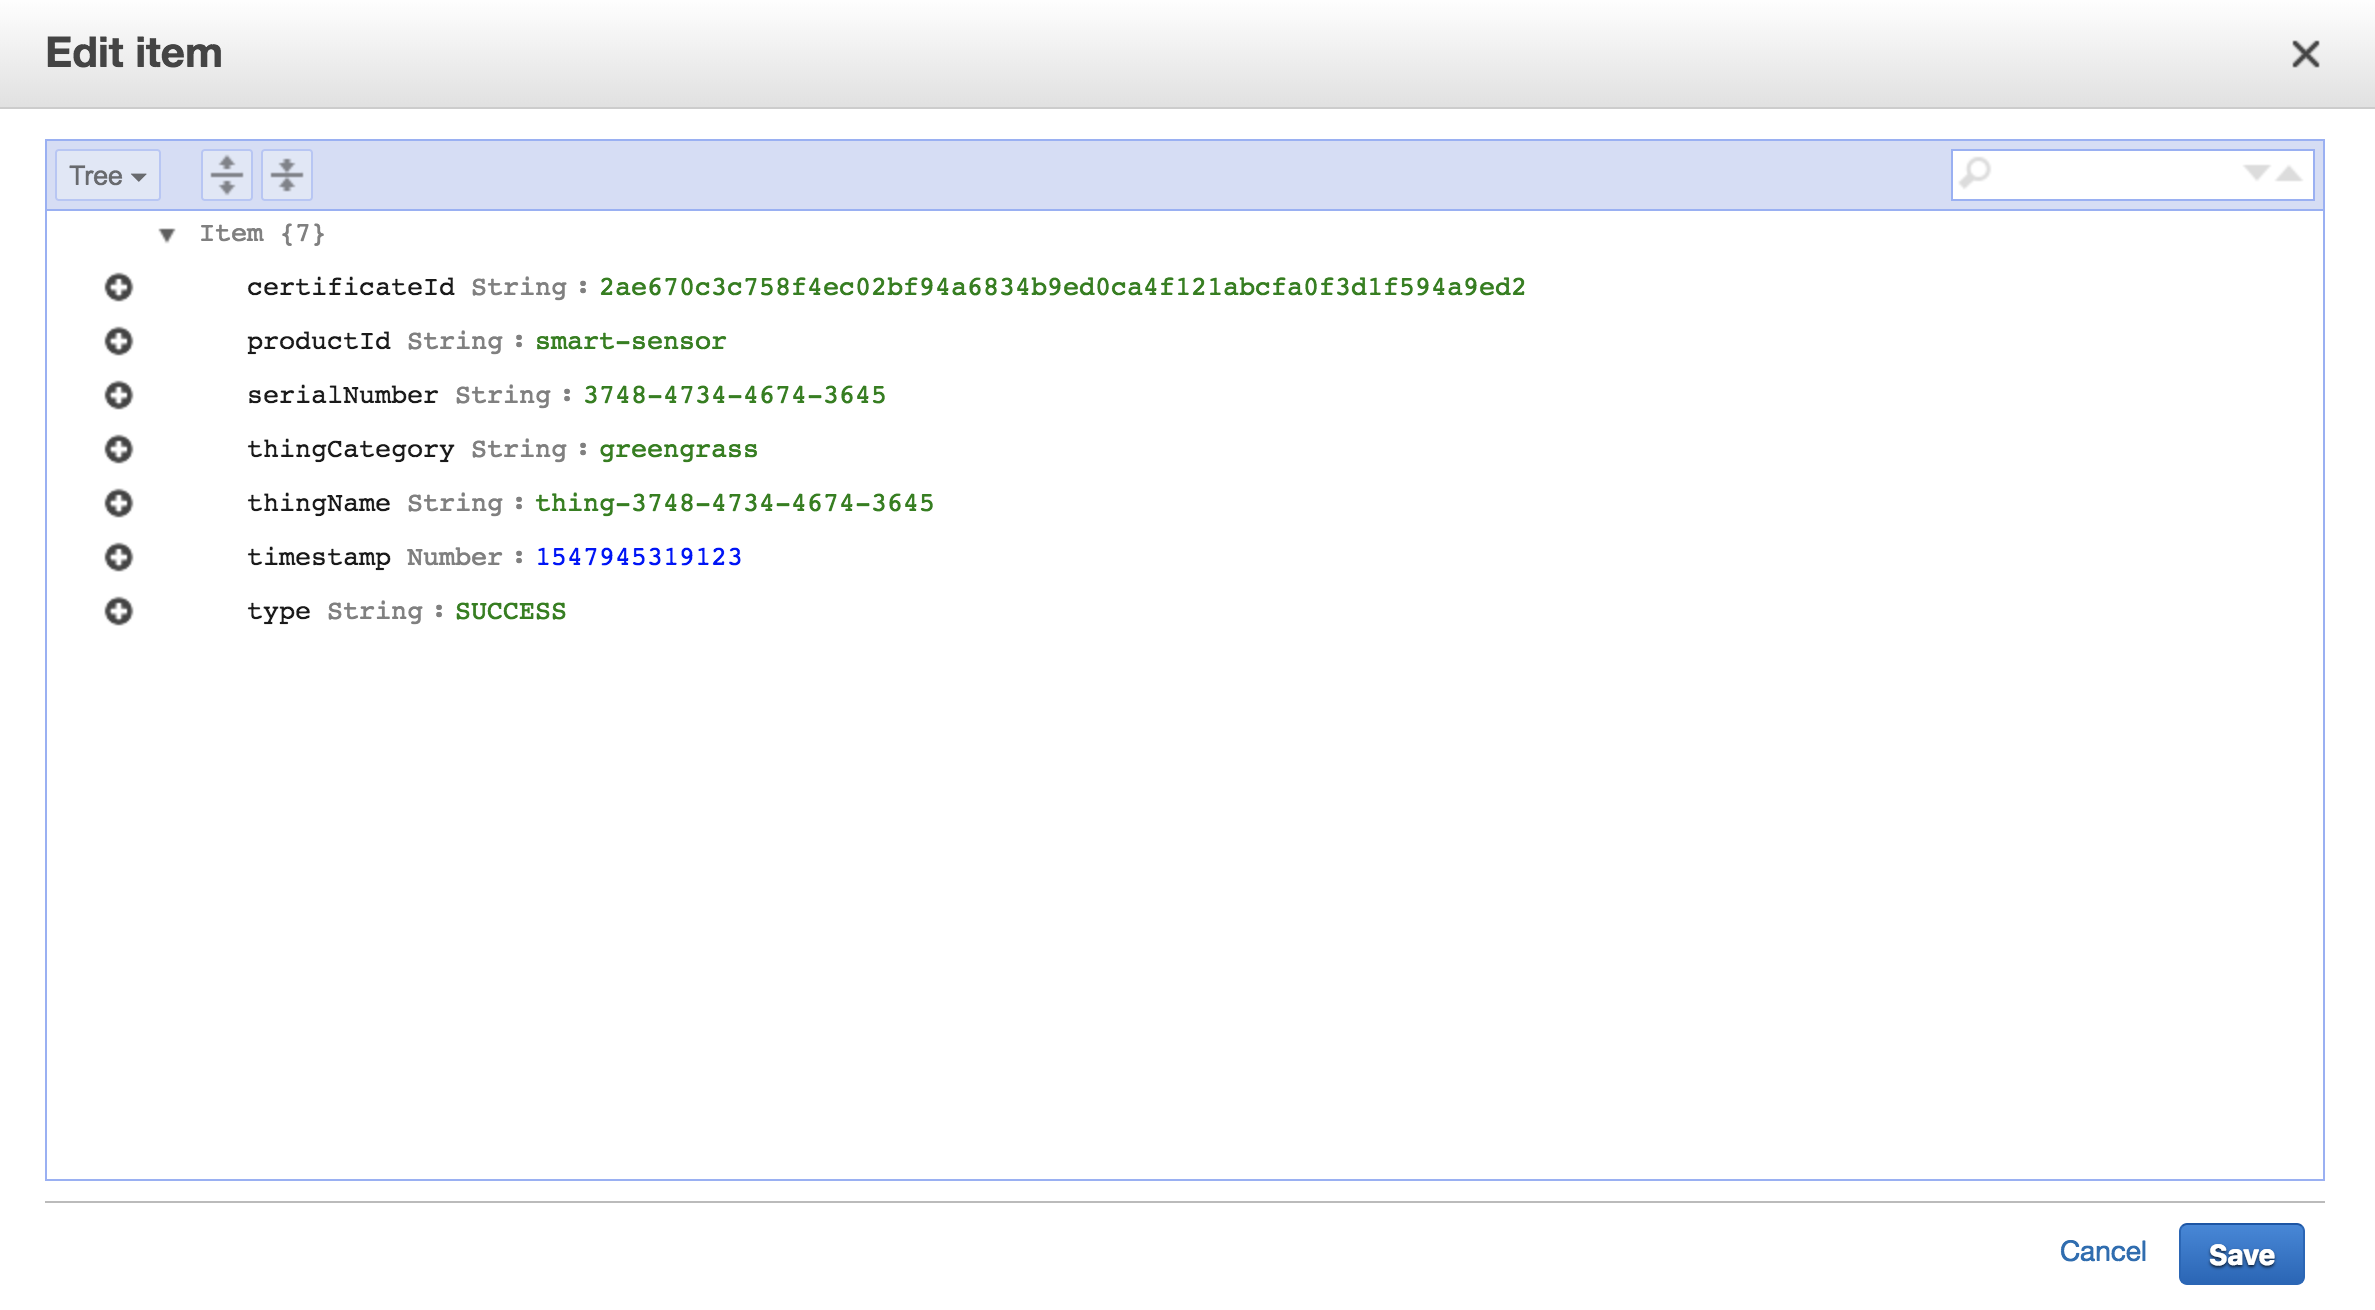 Edit item
Tree
Item {7}
certificateId String : 2ae670c3c758f4ec02bf94a6834b9ed0ca4f121abcfa0f3d1f594a9ed2
productId String : smart-sensor
serialNumber String : 3748-4734-4674-3645
thingCategory String : greengrass
thingName String : thing-3748-4734-4674-3645
timestamp Number : 1547945319123
type String : SUCCESS
Cancel
Save